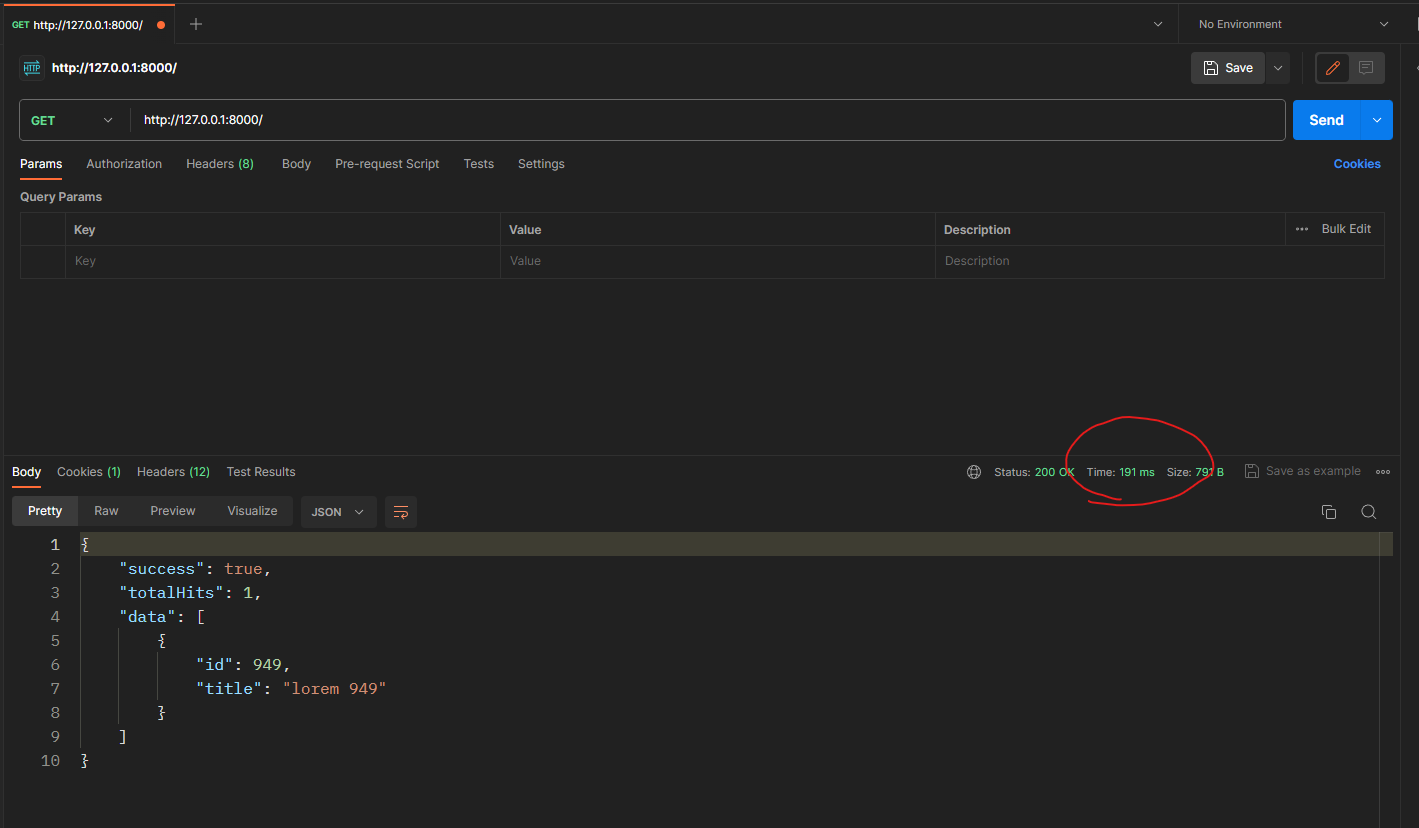 GET http://127.0.0.1:8000/
No Environment
HTTP http://127.0.0.1:8000/
Save
GET http://127.0.0.1:8000/ Send
Params Authorization Headers (8) Body Pre-request Script Tests Settings Cookies
Query Params
Key Value Description Bulk Edit
Key Value Description
Body Cookies (1) Headers (12) Test Results Status: 200 OK Time: 191 ms Size: 791 B Save as example
Pretty Raw Preview Visualize JSON
1 {
2 "success": true,
3 "totalHits": 1,
4 "data": [
5 {
6 "id": 949,
7 "title": "lorem 949"
8 }
9 ]
10 }